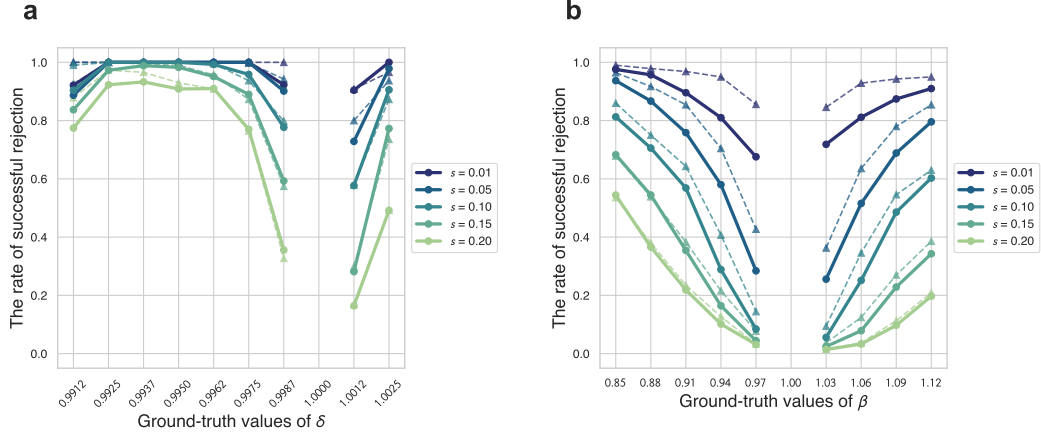 a
The rate of successful rejection
1.0
0.8
0.6
0.4
0.2
0.0
0.9912
0.9925
0.9937
0.9950
0.9962
0.9975
0.9987
1.0000
1.0012
1.0025
Ground-truth values of δ
s = 0.01
s = 0.05
s = 0.10
s = 0.15
s = 0.20
b
The rate of successful rejection
1.0
0.8
0.6
0.4
0.2
0.0
0.85
0.88
0.91
0.94
0.97
1.00
1.03
1.06
1.09
1.12
Ground-truth values of β
s = 0.01
s = 0.05
s = 0.10
s = 0.15
s = 0.20